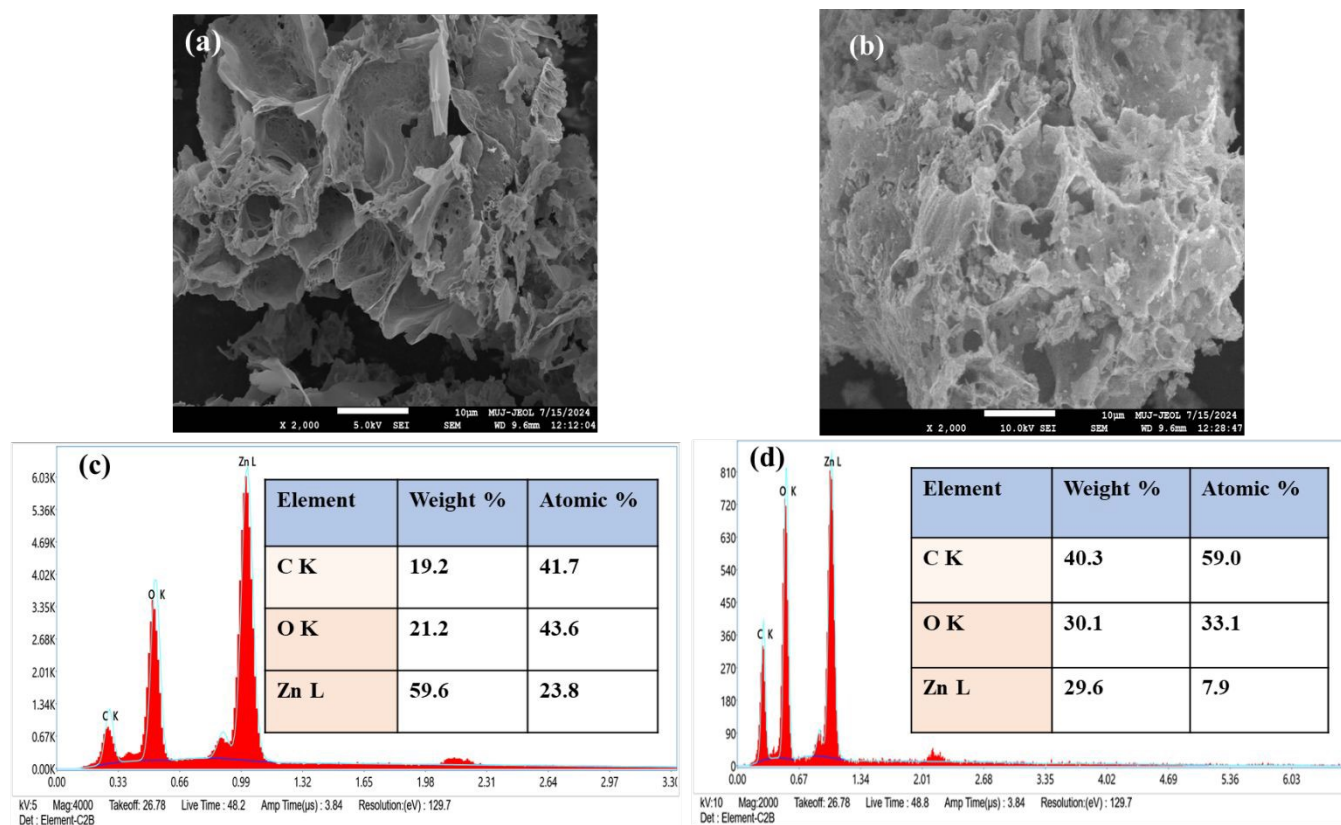 (a)
10µm MUJ-JEOL 7/15/2024
X 2,000 5.0kV SEI SEM WD 9.6mm 12:12:04
(b)
10µm MUJ-JEOL 7/15/2024
X 2,000 10.0kV SEI SEM WD 9.6mm 12:28:47
(c)
Zn L
O K
C K
6.03K
5.36K
4.69K
4.02K
3.35K
2.68K
2.01K
1.34K
0.67K
0.00K
0.00 0.33 0.66 0.99 1.32 1.65 1.98 2.31 2.64 2.97 3.30
Element Weight % Atomic %
C K 19.2 41.7
O K 21.2 43.6
Zn L 59.6 23.8
kV:5 Mag:4000 Takeoff: 26.78 Live Time : 48.2 Amp Time(µs) : 3.84 Resolution:(eV) : 129.7
Det : Element-C2B
(d)
Zn L
O K
C K
810
720
630
540
450
360
270
180
90
0
0.00 0.67 1.34 2.01 2.68 3.35 4.02 4.69 5.36 6.03
Element Weight % Atomic %
C K 40.3 59.0
O K 30.1 33.1
Zn L 29.6 7.9
kV:10 Mag:2000 Takeoff: 26.78 Live Time : 48.8 Amp Time(µs) : 3.84 Resolution:(eV) : 129.7
Det : Element-C2B